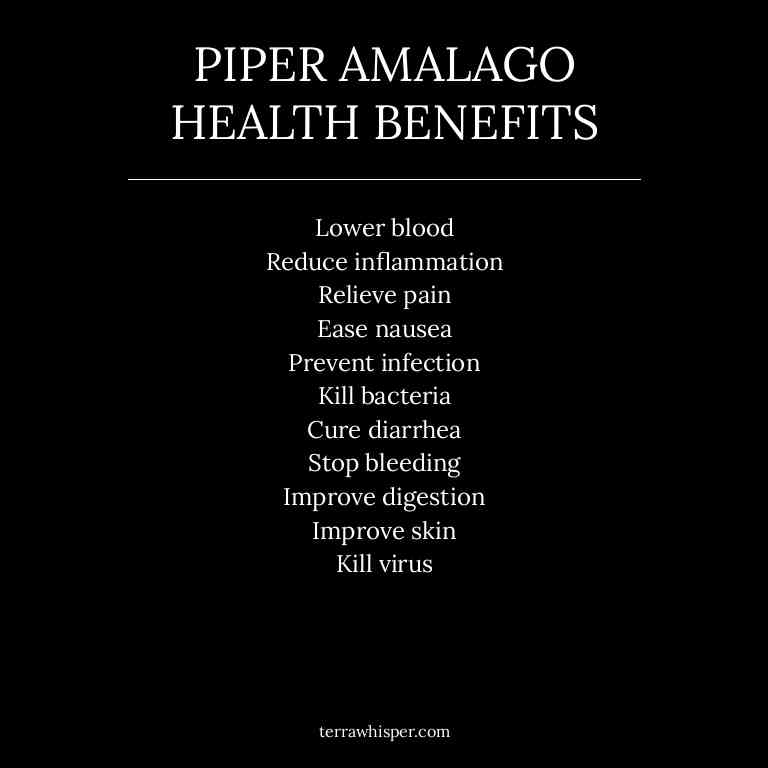 PIPER AMALAGO
HEALTH BENEFITS
Lower blood
Reduce inflammation
Relieve pain
Ease nausea
Prevent infection
Kill bacteria
Cure diarrhea
Stop bleeding
Improve digestion
Improve skin
Kill virus
terrawhisper.com